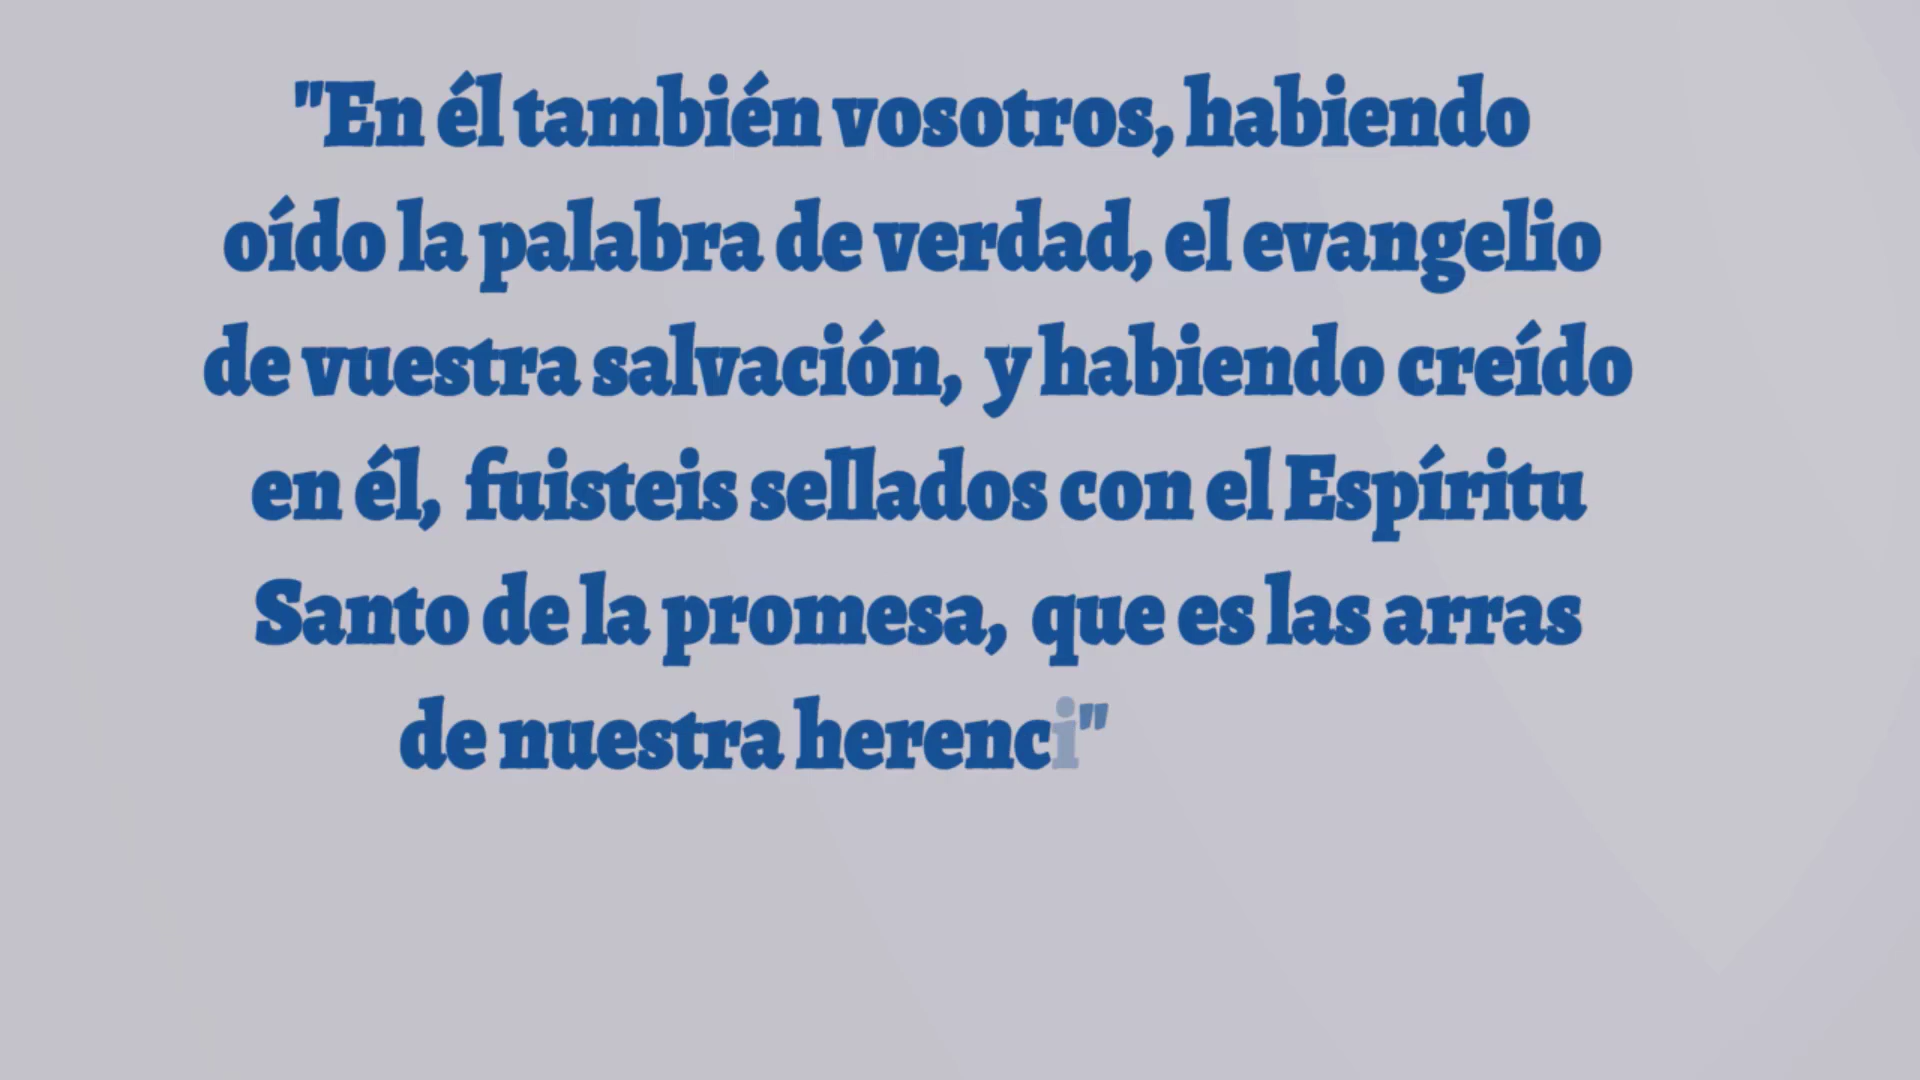 "En él también vosotros, habiendo
oído la palabra de verdad, el evangelio
de vuestra salvación, y habiendo creído
en él, fuisteis sellados con el Espíritu
Santo de la promesa, que es las arras
de nuestra herenci"